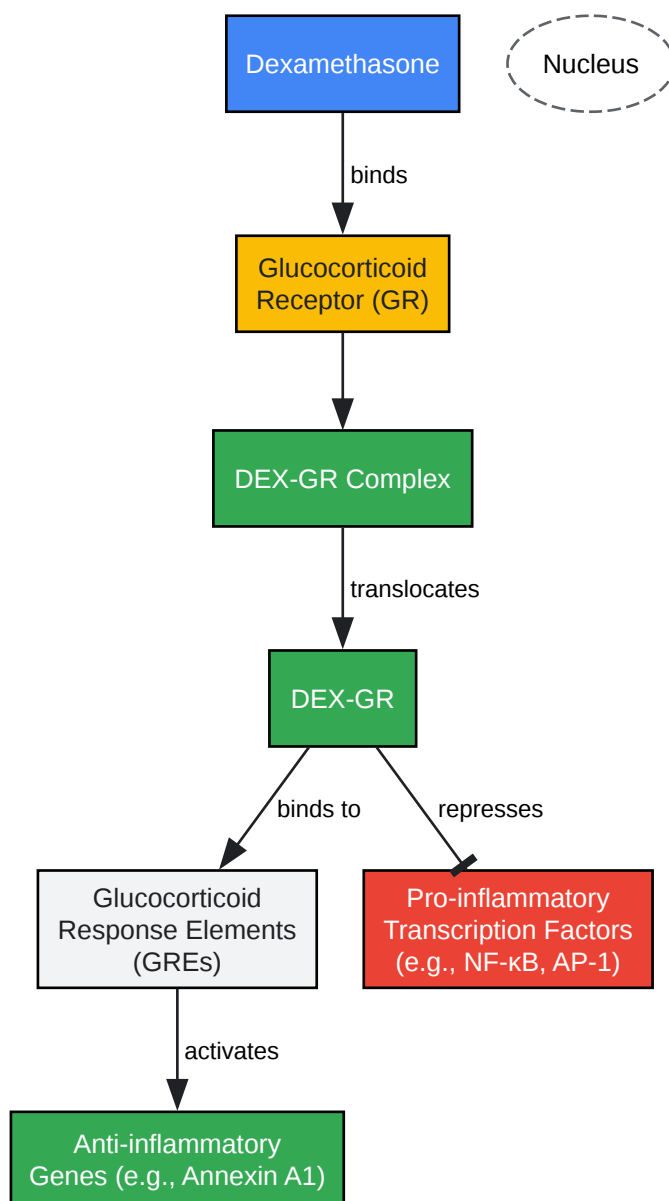 Dexamethasone
Nucleus
binds
Glucocorticoid
Receptor (GR)
DEX-GR Complex
translocates
DEX-GR
binds to
represses
Glucocorticoid
Response Elements
(GREs)
Pro-inflammatory
Transcription Factors
(e.g., NF-κB, AP-1)
activates
Anti-inflammatory
Genes (e.g., Annexin A1)